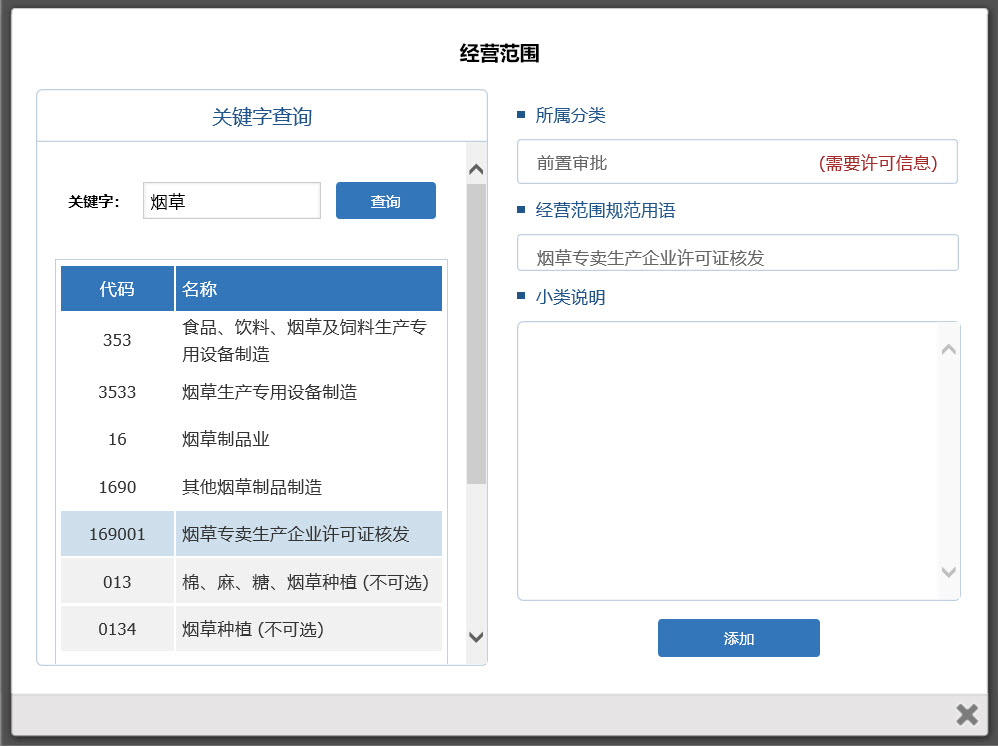 经营范围
关键字查询
关键字：
烟草
查询
代码 名称
353 食品、饮料、烟草及饲料生产专
用设备制造
3533 烟草生产专用设备制造
16 烟草制品业
1690 其他烟草制品制造
169001 烟草专卖生产企业许可证核发
013 棉、麻、糖、烟草种植 (不可选)
0134 烟草种植 (不可选)
所属分类
前置审批 (需要许可信息)
经营范围规范用语
烟草专卖生产企业许可证核发
小类说明
添加